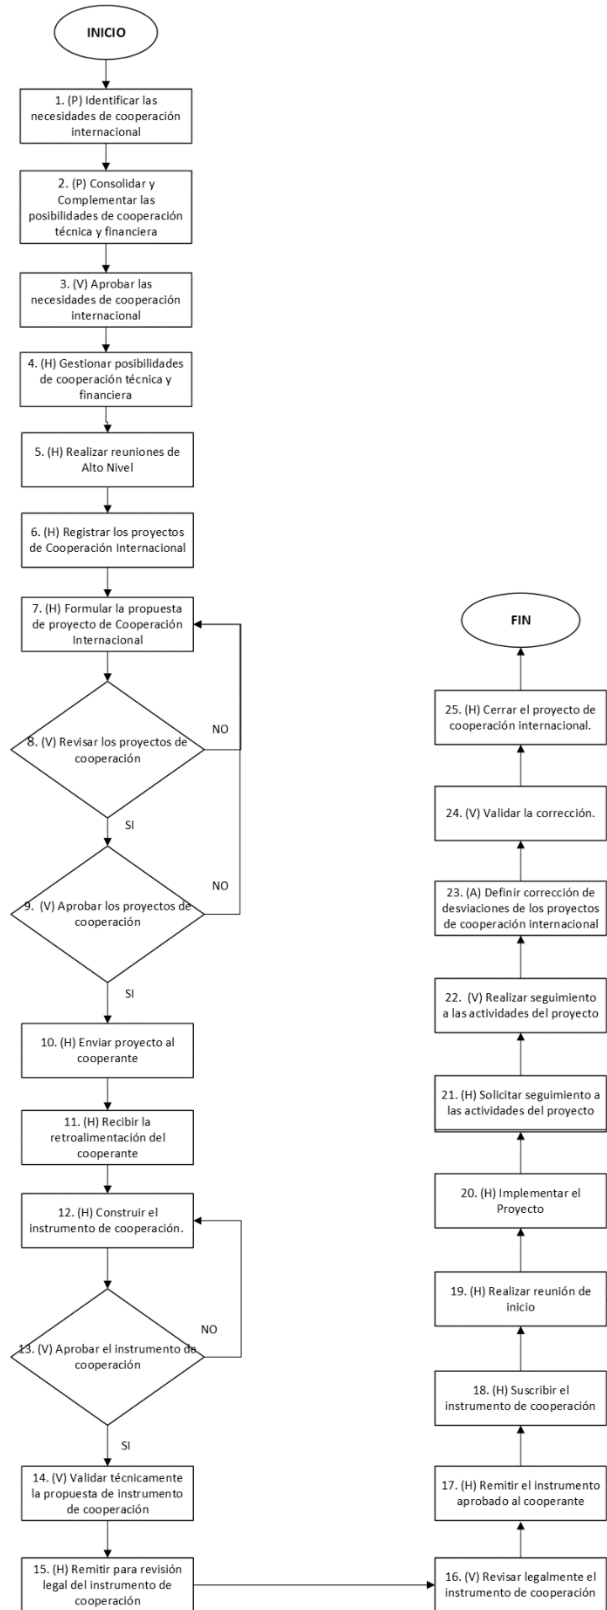 INICIO
1. (P) Identificar las
necesidades de cooperación
internacional
2. (P) Consolidar y
Complementar las
posibilidades de cooperación
técnica y financiera
3. (V) Aprobar las
necesidades de cooperación
internacional
4. (H) Gestionar posibilidades
de cooperación técnica y
financiera
5. (H) Realizar reuniones de
Alto Nivel
6. (H) Registrar los proyectos
de Cooperación Internacional
7. (H) Formular la propuesta
de proyecto de Cooperación
Internacional
8. (V) Revisar los proyectos de
cooperación
NO
SI
9. (V) Aprobar los proyectos de
cooperación
NO
SI
10. (H) Enviar proyecto al
cooperante
11. (H) Recibir la
retroalimentación del
cooperante
12. (H) Construir el
instrumento de cooperación.
13. (V) Aprobar el instrumento de
cooperación
NO
SI
14. (V) Validar técnicamente
la propuesta de instrumento
de cooperación
15. (H) Remitir para revisión
legal del instrumento de
cooperación
16. (V) Revisar legalmente el
instrumento de cooperación
17. (H) Remitir el instrumento
aprobado al cooperante
18. (H) Suscribir el
instrumento de cooperación
19. (H) Realizar reunión de
inicio
20. (H) Implementar el
Proyecto
21. (H) Solicitar seguimiento a
las actividades del proyecto
22. (V) Realizar seguimiento
a las actividades del proyecto
23. (A) Definir corrección de
desviaciones de los proyectos
de cooperación internacional
24. (V) Validar la corrección.
25. (H) Cerrar el proyecto de
cooperación internacional.
FIN